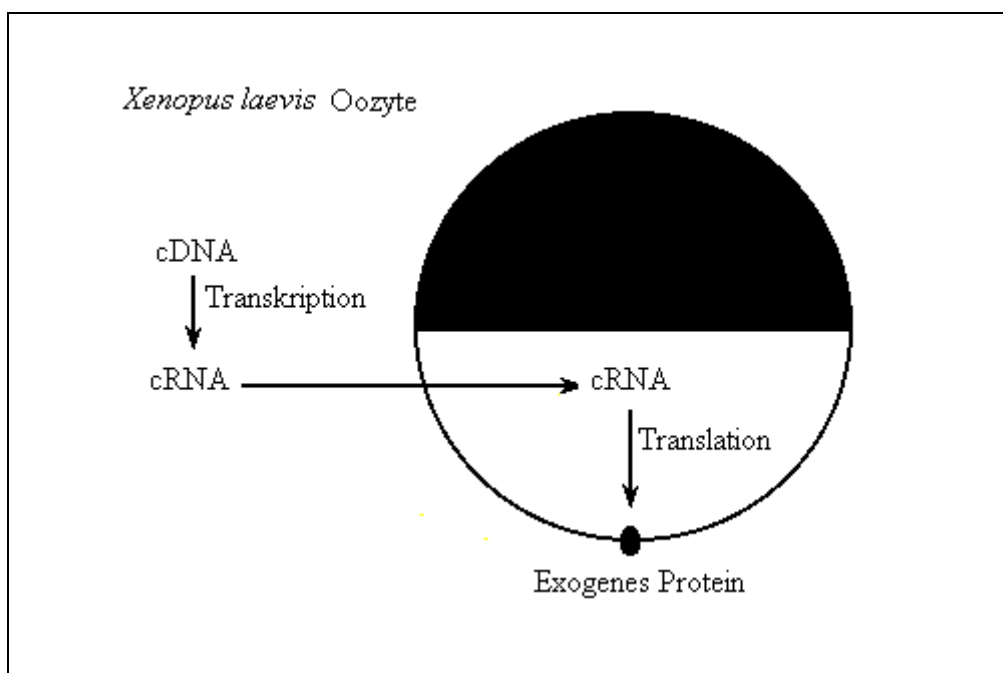 Xenopus laevis Oozyte
cDNA
Transkription
cRNA
cRNA
Translation
Exogenes Protein